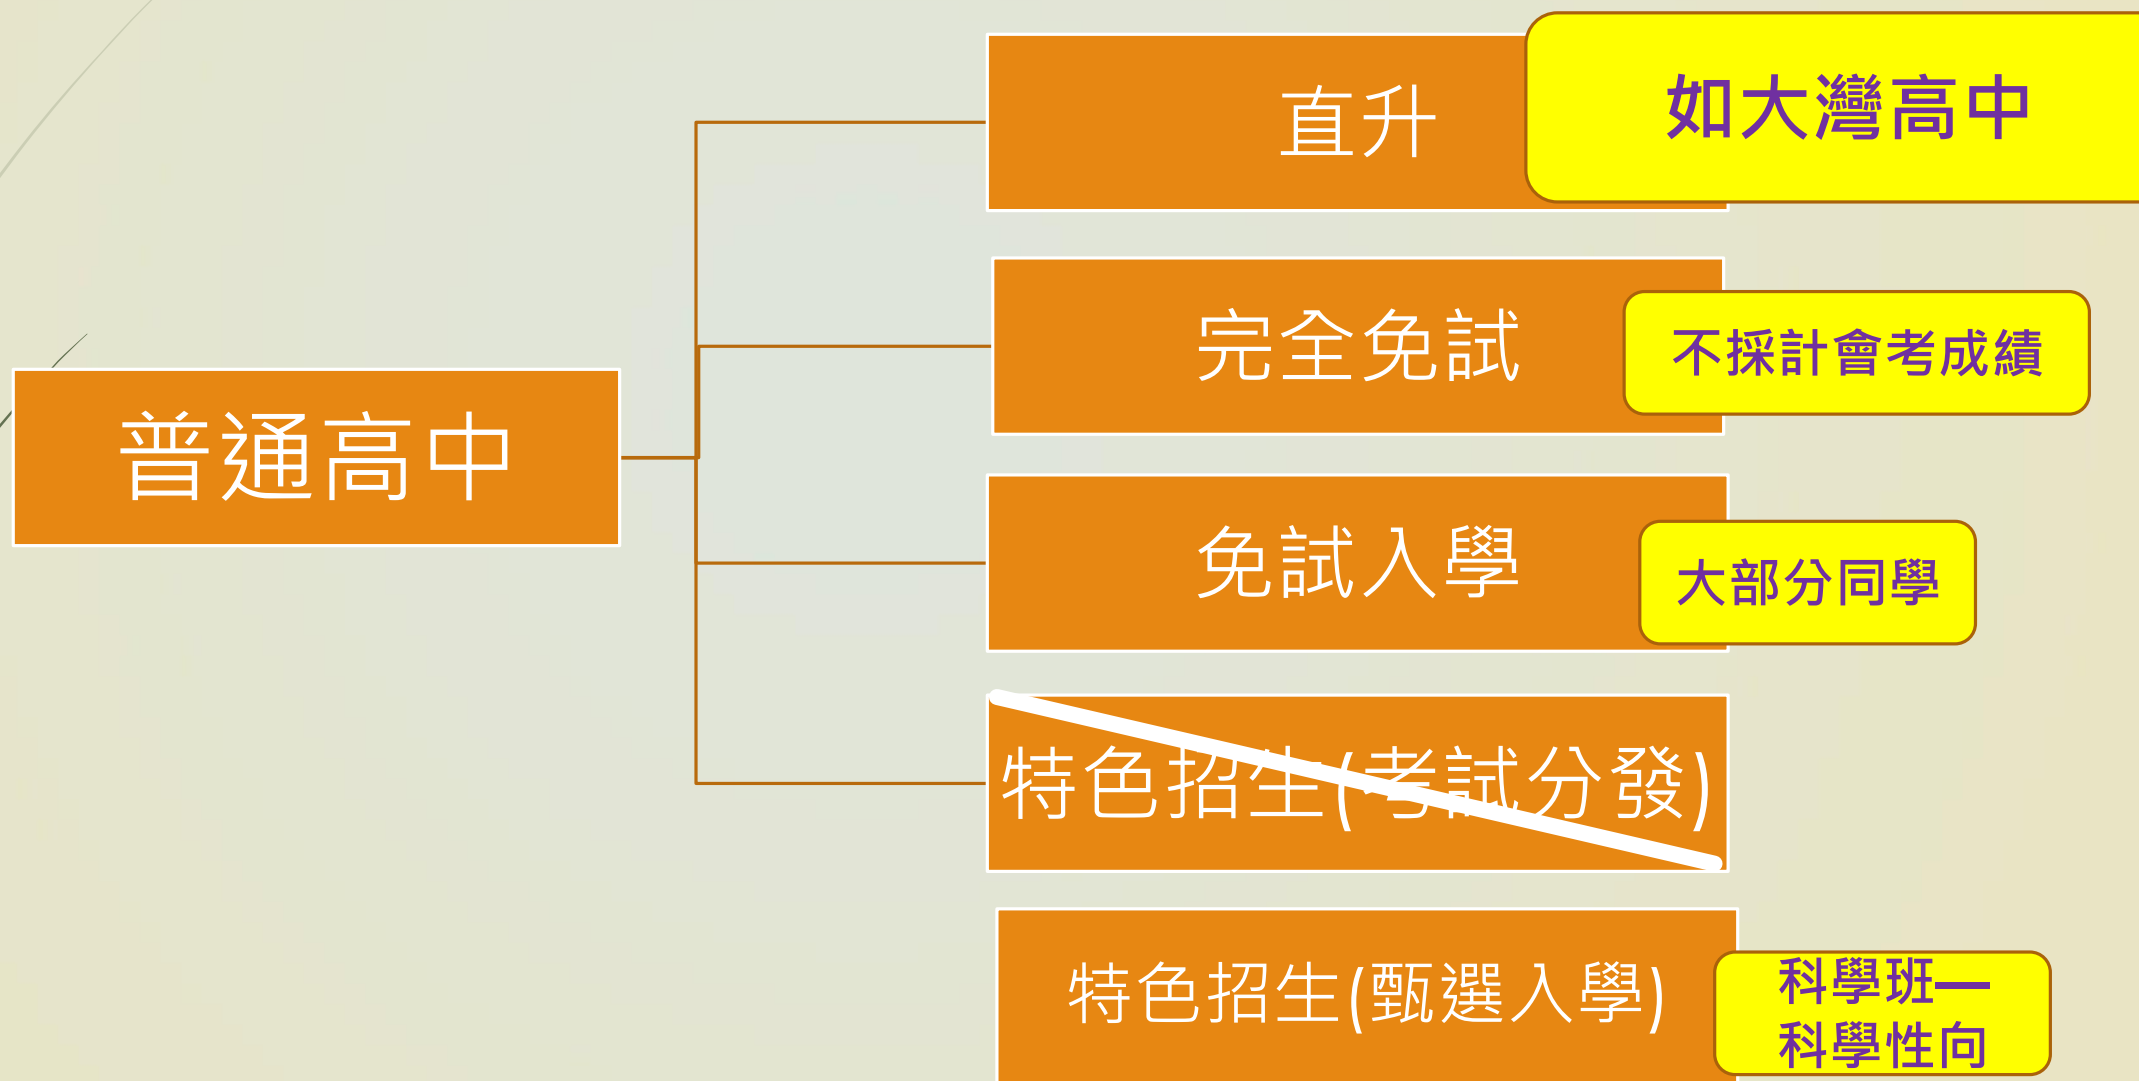 直升
如大灣高中
完全免試
不採計會考成績
普通高中
免試入學
大部分同學
特色招生(考試分發)
特色招生(甄選入學)
科學班—
科學性向